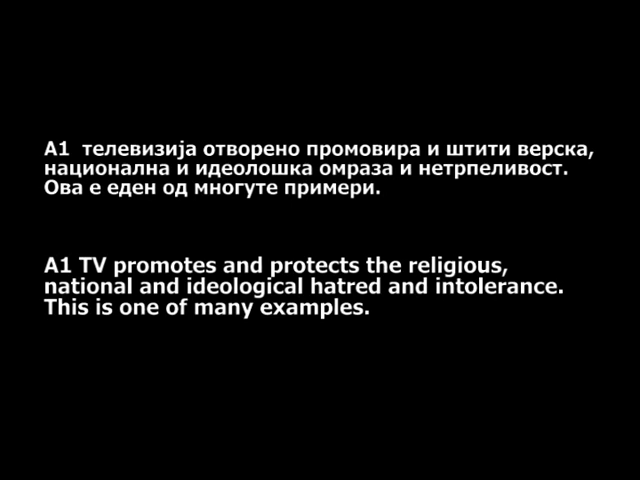 А1 телевизија отворено промовира и штити верска,
национална и идеолошка омраза и нетрпеливост.
Ова е еден од многуте примери.
A1 TV promotes and protects the religious,
national and ideological hatred and intolerance.
This is one of many examples.